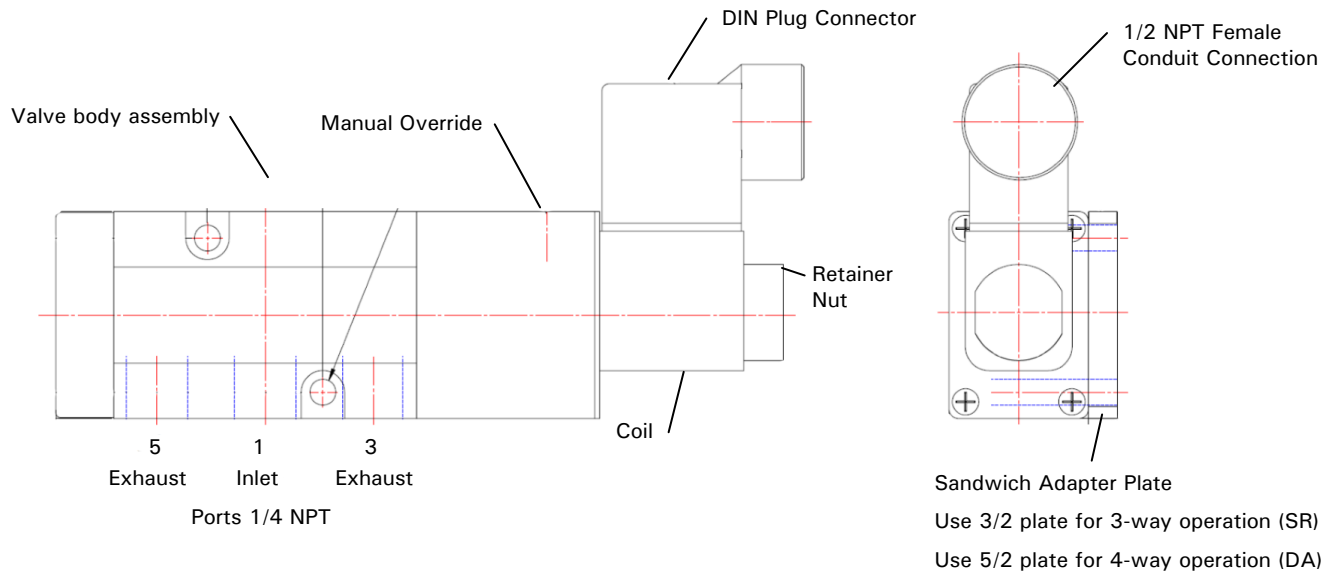 DIN Plug Connector
1/2 NPT Female
Conduit Connection
Valve body assembly
Manual Override
Retainer
Nut
Coil
5 1 3
Exhaust Inlet Exhaust
Ports 1/4 NPT
Sandwich Adapter Plate
Use 3/2 plate for 3-way operation (SR)
Use 5/2 plate for 4-way operation (DA)